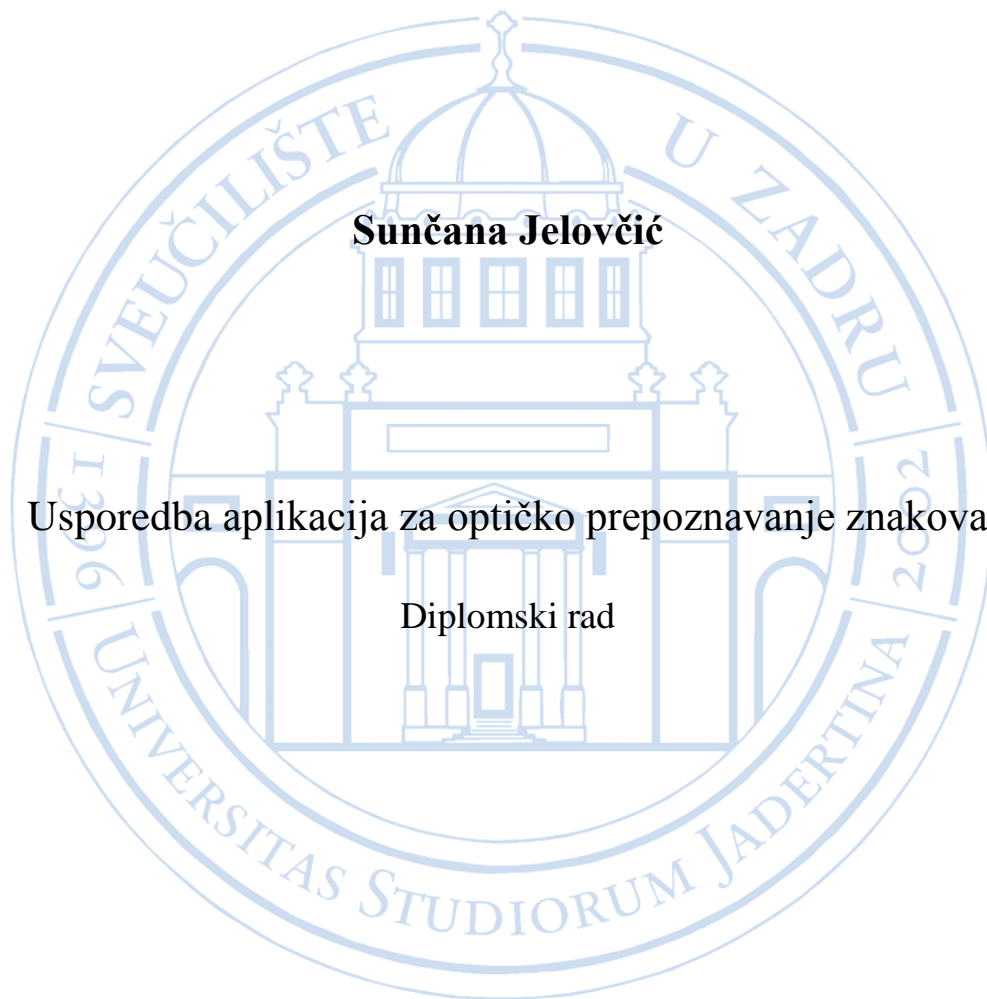 Sunčana Jelovčić
Usporedba aplikacija za optičko prepoznavanje znakova
Diplomski rad
SVEUČILIŠTE U ZADRU
1396
2002
UNIVERSITAS STUDIORUM JADERTINA